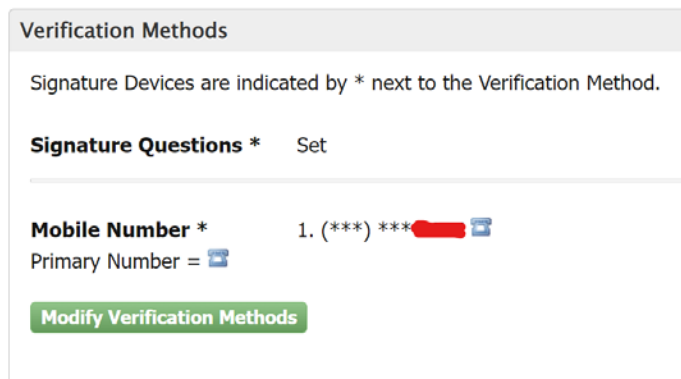 Verification Methods
Signature Devices are indicated by * next to the Verification Method.
Signature Questions * Set
Mobile Number * 1. (***) ***
Primary Number =
Modify Verification Methods